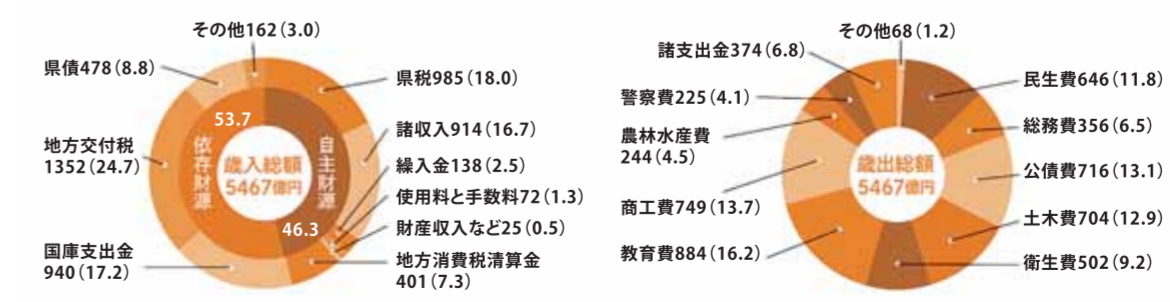 その他162(3.0)
県債478(8.8)
県税985(18.0)
諸収入914(16.7)
繰入金138(2.5)
使用料と手数料72(1.3)
財産収入など25(0.5)
地方消費税清算金
401(7.3)
国庫支出金
940(17.2)
地方交付税
1352(24.7)
53.7
依存財源
歳入総額
5467億円
自主財源
46.3
その他68(1.2)
諸支出金374(6.8)
警察費225(4.1)
農林水産費
244(4.5)
商工費749(13.7)
教育費884(16.2)
歳出総額
5467億円
民生費646(11.8)
総務費356(6.5)
公債費716(13.1)
土木費704(12.9)
衛生費502(9.2)